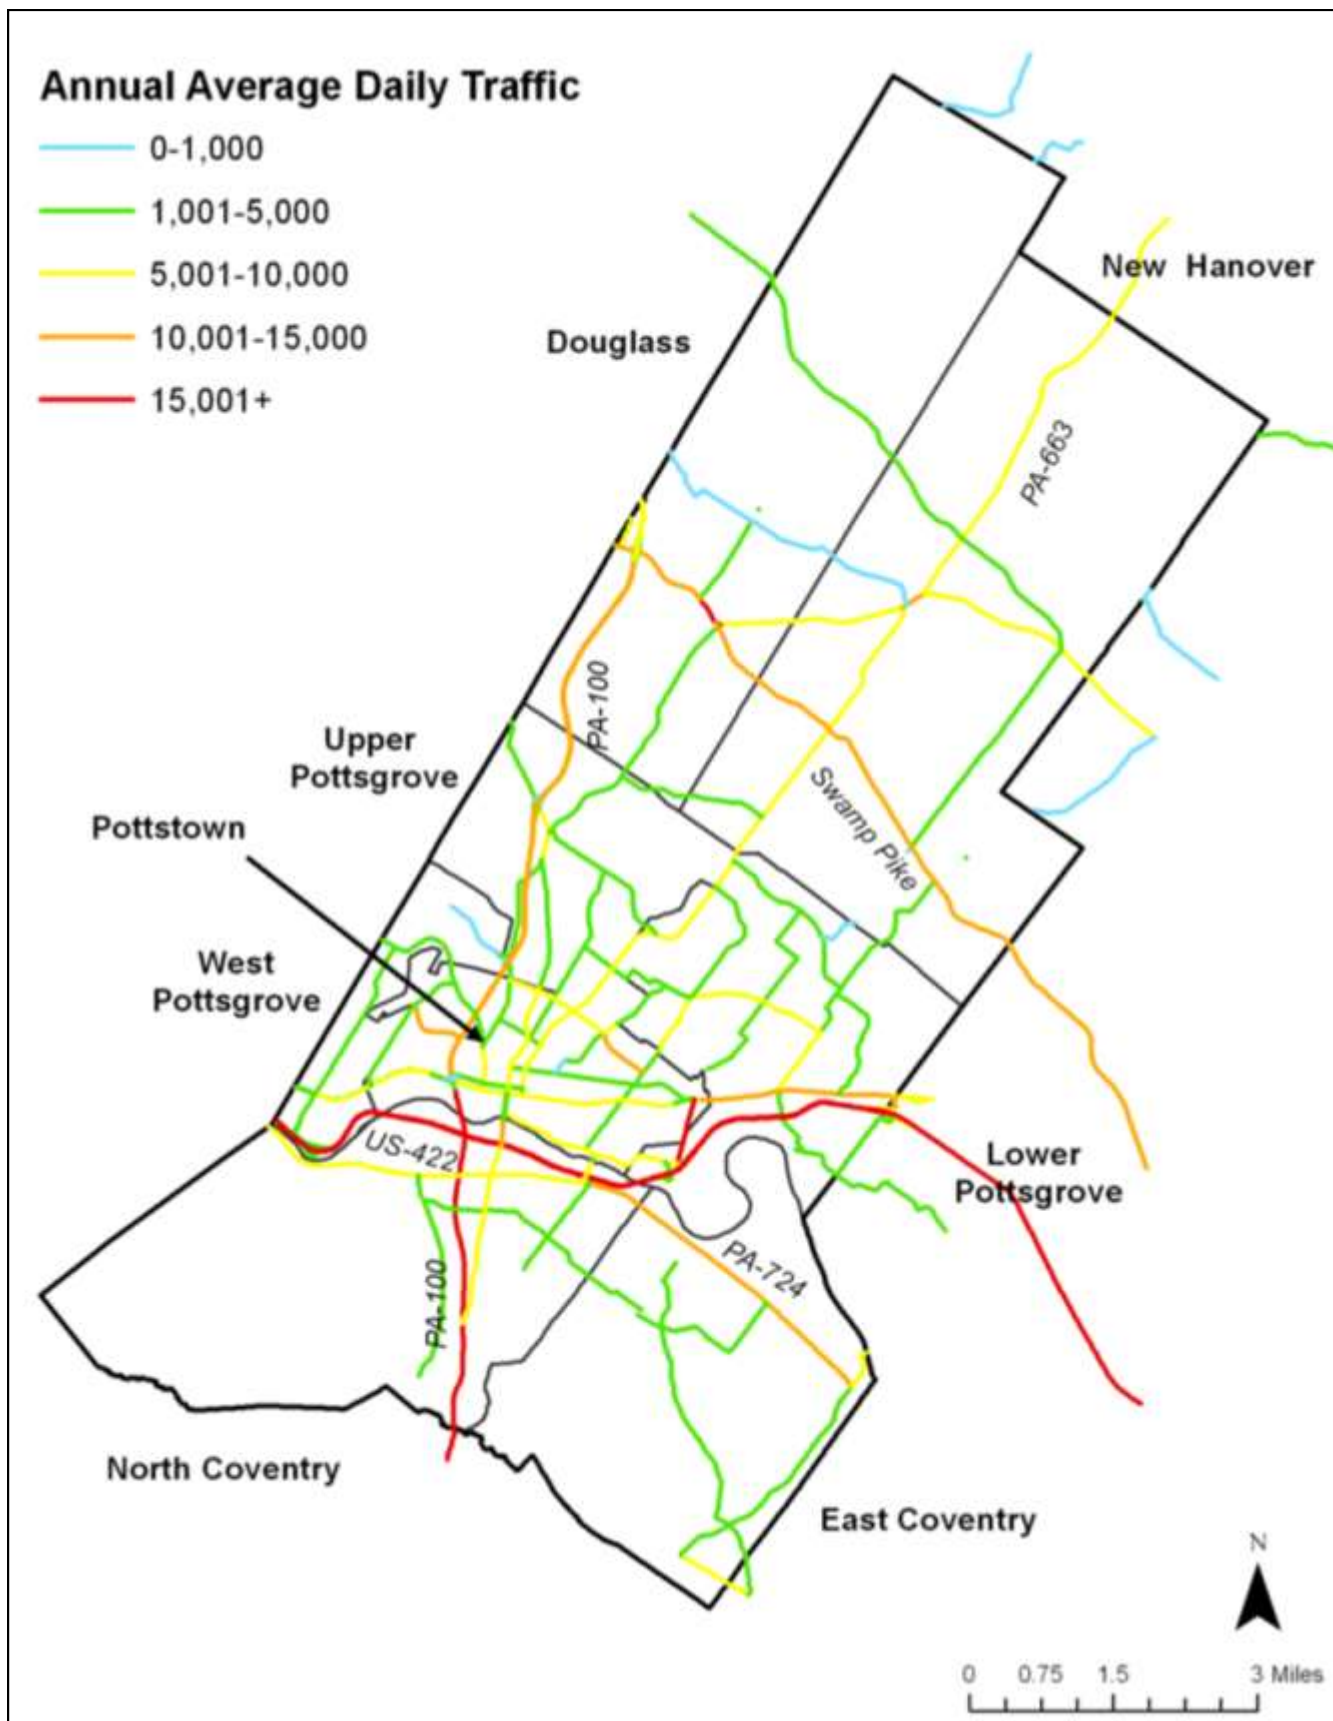 Annual Average Daily Traffic
0-1,000
1,001-5,000
5,001-10,000
10,001-15,000
15,001+
New Hanover
Douglass
PA-663
PA-100
Upper
Pottsgrove
Swamp Pike
Pottstown
West
Pottsgrove
US-422
Lower
Pottsgrove
PA-724
PA-100
North Coventry
East Coventry
N
0 0.75 1.5 3 Miles